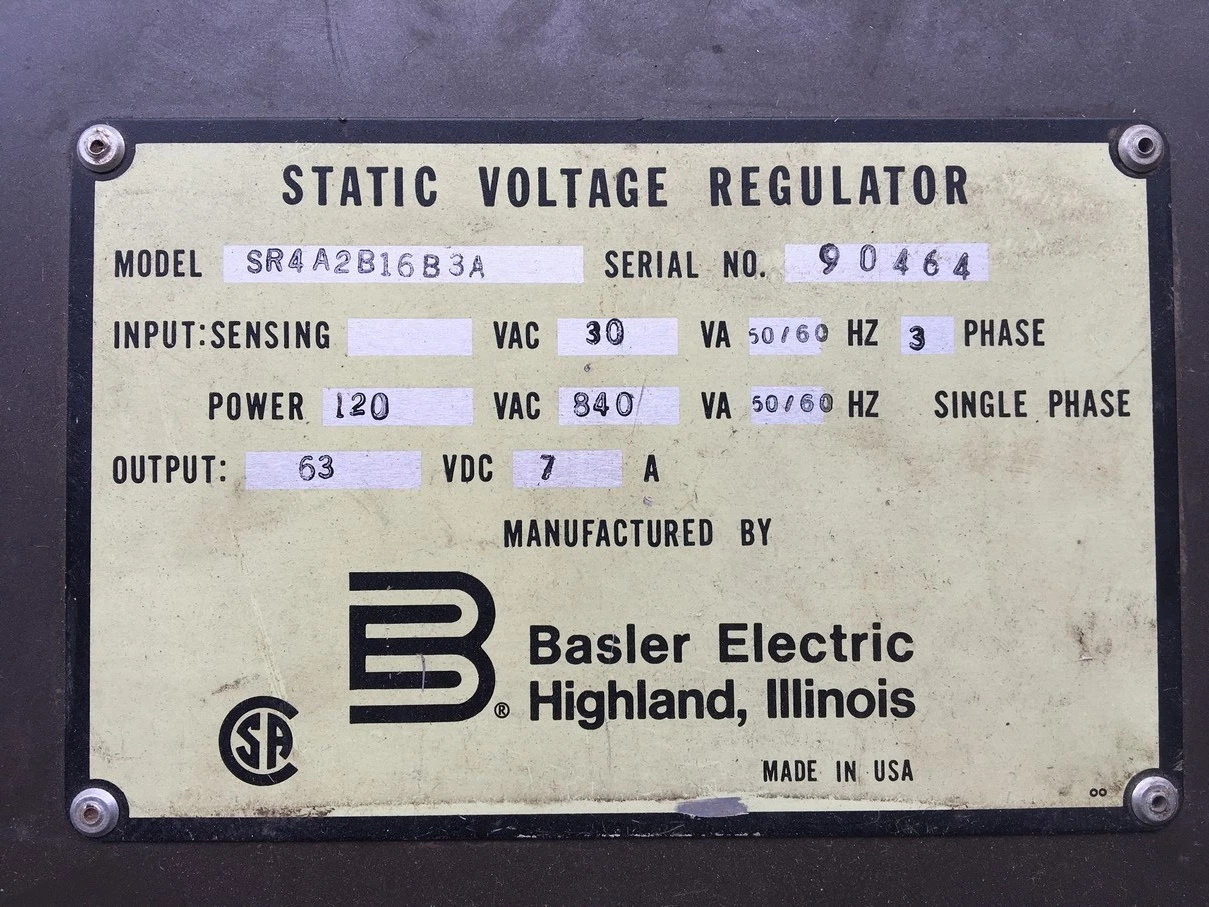 STATIC VOLTAGE REGULATOR
MODEL SR4A2B16B3A SERIAL NO. 90464
INPUT: SENSING VAC 30 VA 50/60 HZ 3 PHASE
POWER 120 VAC 840 VA 50/60 HZ SINGLE PHASE
OUTPUT: 63 VDC 7 A
MANUFACTURED BY
B® Basler Electric
Highland, Illinois
CSA
MADE IN USA
00